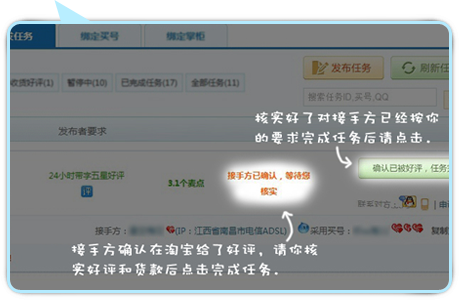 任务
绑定买号
绑定掌柜
发布任务
刷新任
收货好评(1)
暂停中(10)
已完成任务(17)
全部任务(11)
搜索任务ID,买号,QQ
核实好了对接手方已经按你
的要求完成任务后请点击.
发布者要求
24小时带字五星好评
评
3.1个麦点
接手方已确认,等待您
核实
确认已被好评,任务
联系对方
接手方:
(IP:江西省南昌市电信ADSL)
采用买号:
复制
接手方确认在淘宝给了好评,请你核
实好评和货款后点击完成任务.